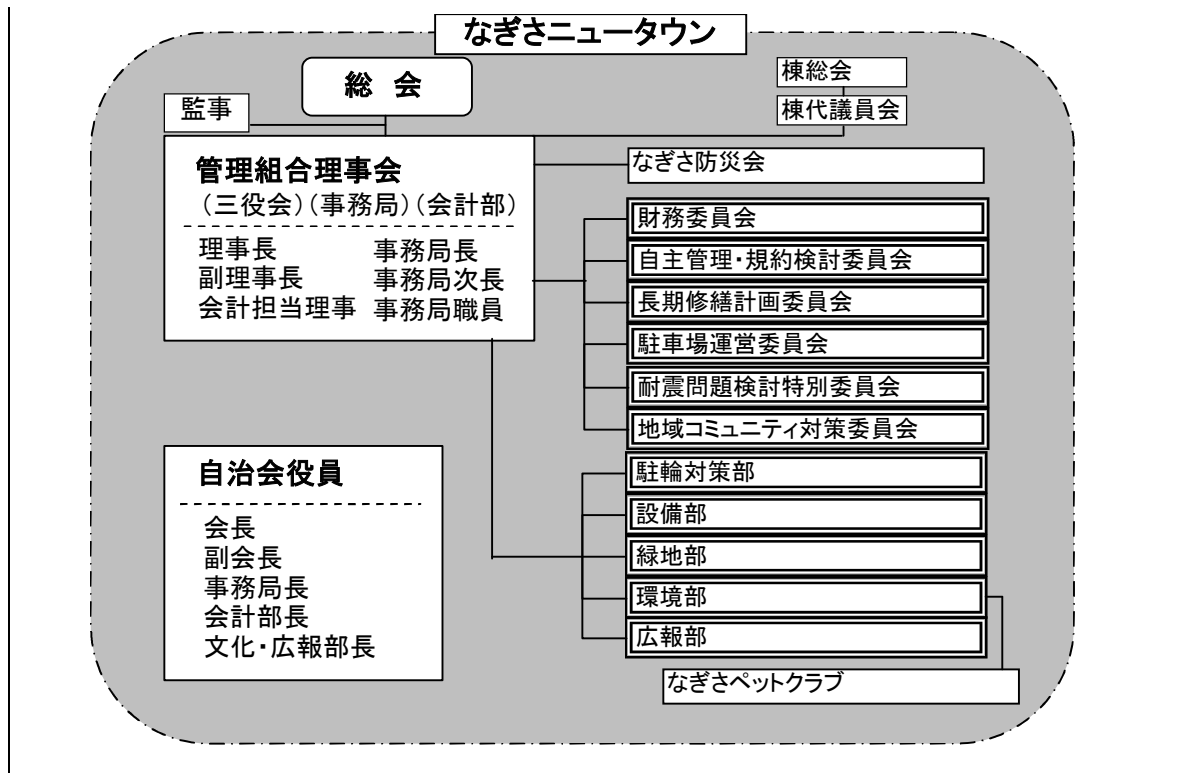 なぎさニュータウン
総 会
棟総会
棟代議員会
監事
管理組合理事会
（三役会）（事務局）（会計部）
理事長
副理事長
会計担当理事
事務局長
事務局次長
事務局職員
なぎさ防災会
財務委員会
自主管理・規約検討委員会
長期修繕計画委員会
駐車場運営委員会
耐震問題検討特別委員会
地域コミュニティ対策委員会
駐輪対策部
設備部
緑地部
環境部
広報部
なぎさペットクラブ
自治会役員
会長
副会長
事務局長
会計部長
文化・広報部長